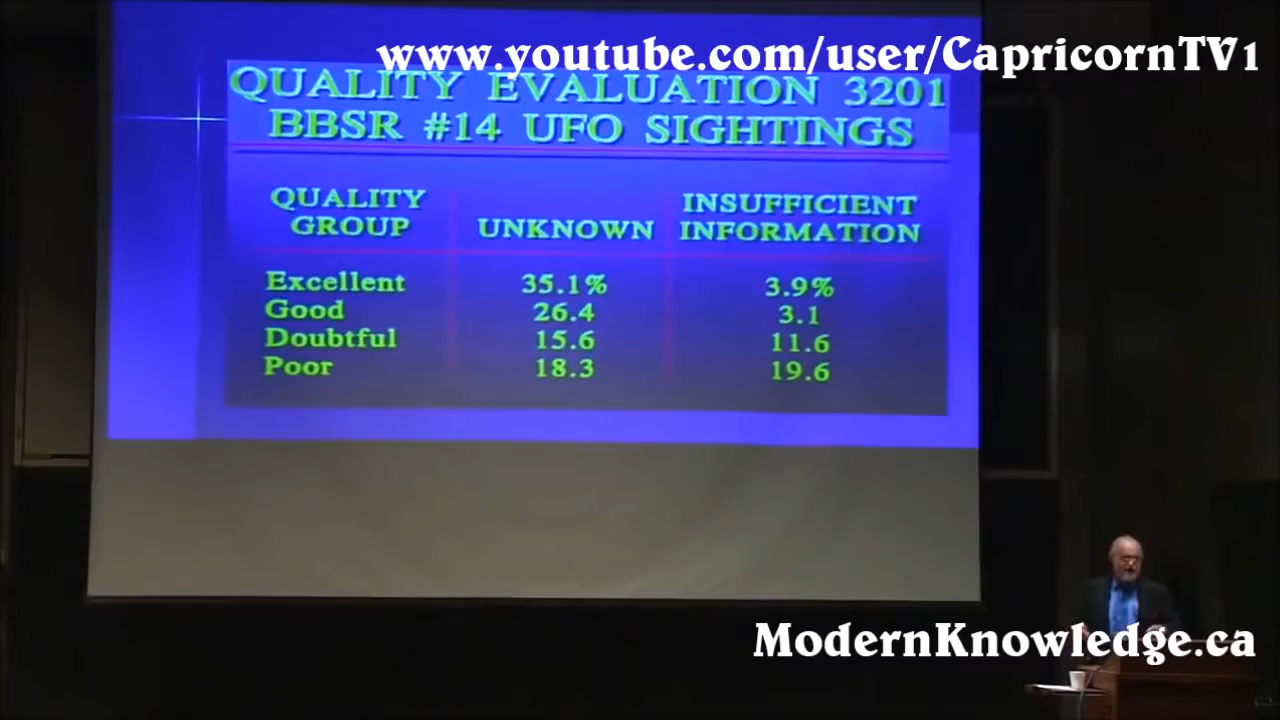 www.youtube.com/user/CapricornTV1
QUALITY EVALUATION 3201
BBSR #14 UFO SIGHTINGS
QUALITY GROUP UNKNOWN INSUFFICIENT INFORMATION
Excellent 35.1% 3.9%
Good 26.4 3.1
Doubtful 15.6 11.6
Poor 18.3 19.6
ModernKnowledge.ca